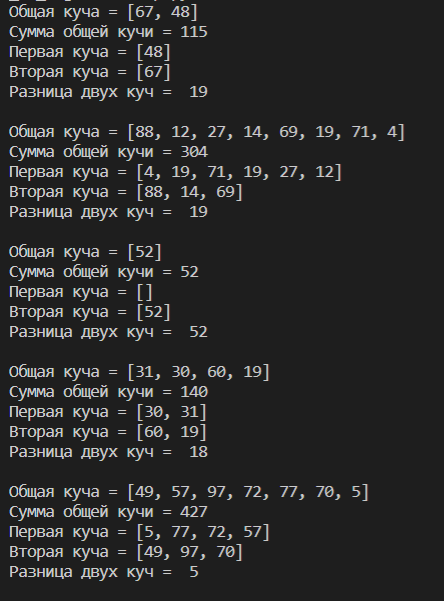 Общая куча = [67, 48]
Сумма общей кучи = 115
Первая куча = [48]
Вторая куча = [67]
Разница двух куч =  19
Общая куча = [88, 12, 27, 14, 69, 19, 71, 4]
Сумма общей кучи = 304
Первая куча = [4, 19, 71, 19, 27, 12]
Вторая куча = [88, 14, 69]
Разница двух куч =  19
Общая куча = [52]
Сумма общей кучи = 52
Первая куча = []
Вторая куча = [52]
Разница двух куч =  52
Общая куча = [31, 30, 60, 19]
Сумма общей кучи = 140
Первая куча = [30, 31]
Вторая куча = [60, 19]
Разница двух куч =  18
Общая куча = [49, 57, 97, 72, 77, 70, 5]
Сумма общей кучи = 427
Первая куча = [5, 77, 72, 57]
Вторая куча = [49, 97, 70]
Разница двух куч =  5